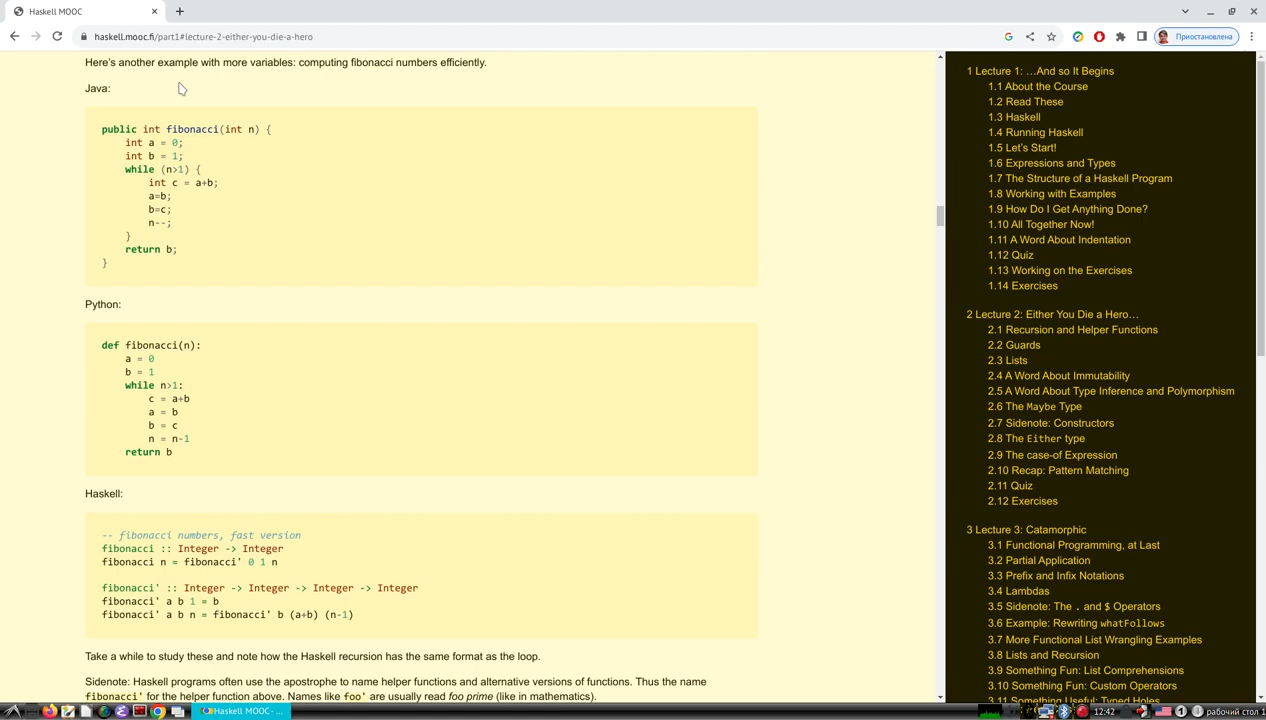 Haskell MOOC
haskell.mooc.fi/part1#lecture-2-either-you-die-a-hero
Приостановлена
Here's another example with more variables: computing fibonacci numbers efficiently.
Java:
public int fibonacci(int n) {
int a = 0;
int b = 1;
while (n>1) {
int c = a+b;
a=b;
b=c;
n--;
}
return b;
}
Python:
def fibonacci(n):
a = 0
b = 1
while n>1:
c = a+b
a = b
b = c
n = n-1
return b
Haskell:
-- fibonacci numbers, fast version
fibonacci :: Integer -> Integer
fibonacci n = fibonacci' 0 1 n
fibonacci' :: Integer -> Integer -> Integer -> Integer
fibonacci' a b 1 = b
fibonacci' a b n = fibonacci' b (a+b) (n-1)
Take a while to study these and note how the Haskell recursion has the same format as the loop.
Sidenote: Haskell programs often use the apostrophe to name helper functions and alternative versions of functions. Thus the name
fibonacci' for the helper function above. Names like foo' are usually read foo prime (like in mathematics).
1 Lecture 1: …And so It Begins
1.1 About the Course
1.2 Read These
1.3 Haskell
1.4 Running Haskell
1.5 Let's Start!
1.6 Expressions and Types
1.7 The Structure of a Haskell Program
1.8 Working with Examples
1.9 How Do I Get Anything Done?
1.10 All Together Now!
1.11 A Word About Indentation
1.12 Quiz
1.13 Working on the Exercises
1.14 Exercises
2 Lecture 2: Either You Die a Hero…
2.1 Recursion and Helper Functions
2.2 Guards
2.3 Lists
2.4 A Word About Immutability
2.5 A Word About Type Inference and Polymorphism
2.6 The Maybe Type
2.7 Sidenote: Constructors
2.8 The Either type
2.9 The case-of Expression
2.10 Recap: Pattern Matching
2.11 Quiz
2.12 Exercises
3 Lecture 3: Catamorphic
3.1 Functional Programming, at Last
3.2 Partial Application
3.3 Prefix and Infix Notations
3.4 Lambdas
3.5 Sidenote: The . and $ Operators
3.6 Example: Rewriting whatFollows
3.7 More Functional List Wrangling Examples
3.8 Lists and Recursion
3.9 Something Fun: List Comprehensions
3.10 Something Fun: Custom Operators
3.11 Something Useful: Typed Holes
Haskell MOOC - ...
12:42
рабочий стол 1